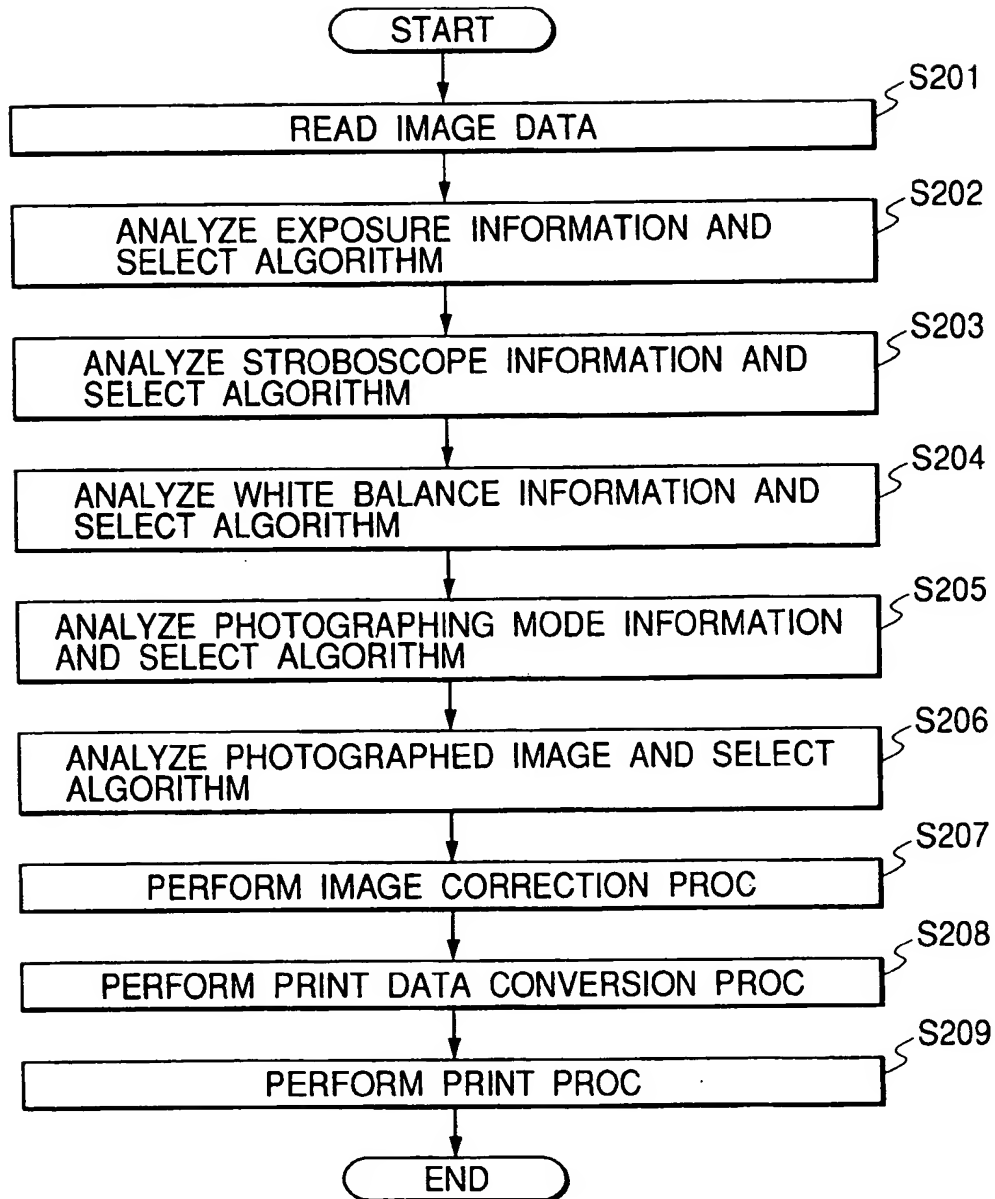 START
S201
READ IMAGE DATA
S202
ANALYZE EXPOSURE INFORMATION AND
SELECT ALGORITHM
S203
ANALYZE STROBOSCOPE INFORMATION AND
SELECT ALGORITHM
S204
ANALYZE WHITE BALANCE INFORMATION AND
SELECT ALGORITHM
S205
ANALYZE PHOTOGRAPHING MODE INFORMATION
AND SELECT ALGORITHM
S206
ANALYZE PHOTOGRAPHED IMAGE AND SELECT
ALGORITHM
S207
PERFORM IMAGE CORRECTION PROC
S208
PERFORM PRINT DATA CONVERSION PROC
S209
PERFORM PRINT PROC
END